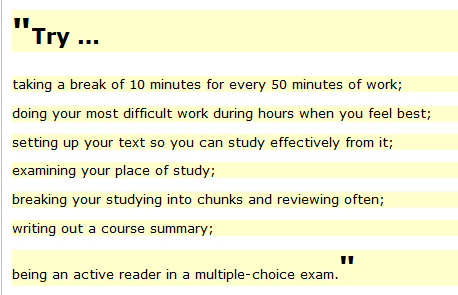 "Try ...
taking a break of 10 minutes for every 50 minutes of work;
doing your most difficult work during hours when you feel best;
setting up your text so you can study effectively from it;
examining your place of study;
breaking your studying into chunks and reviewing often;
writing out a course summary;
being an active reader in a multiple-choice exam."